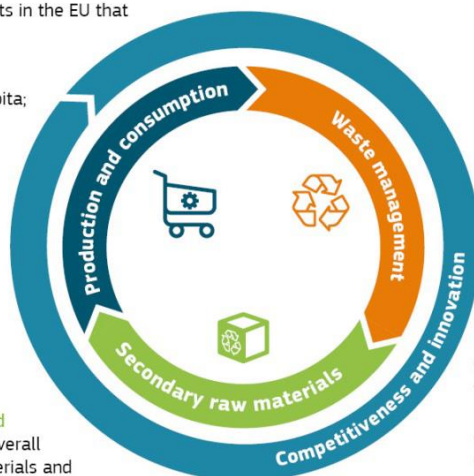 ts in the EU that
pita;
Production and consumption
Waste management
Secondary raw materials
Competitiveness and innovation
d
verall
erials and